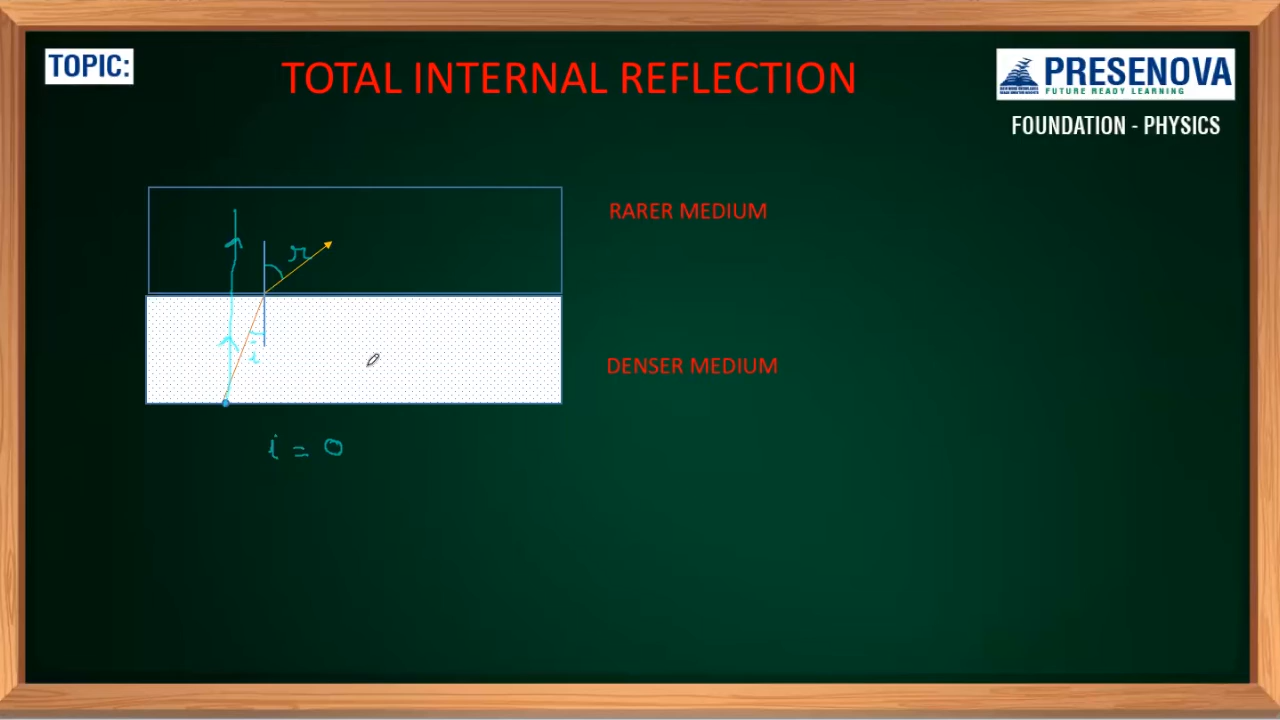 TOPIC:
TOTAL INTERNAL REFLECTION
PRESENOVA
FUTURE READY LEARNING
FOUNDATION - PHYSICS
RARER MEDIUM
r
i
DENSER MEDIUM
i = 0